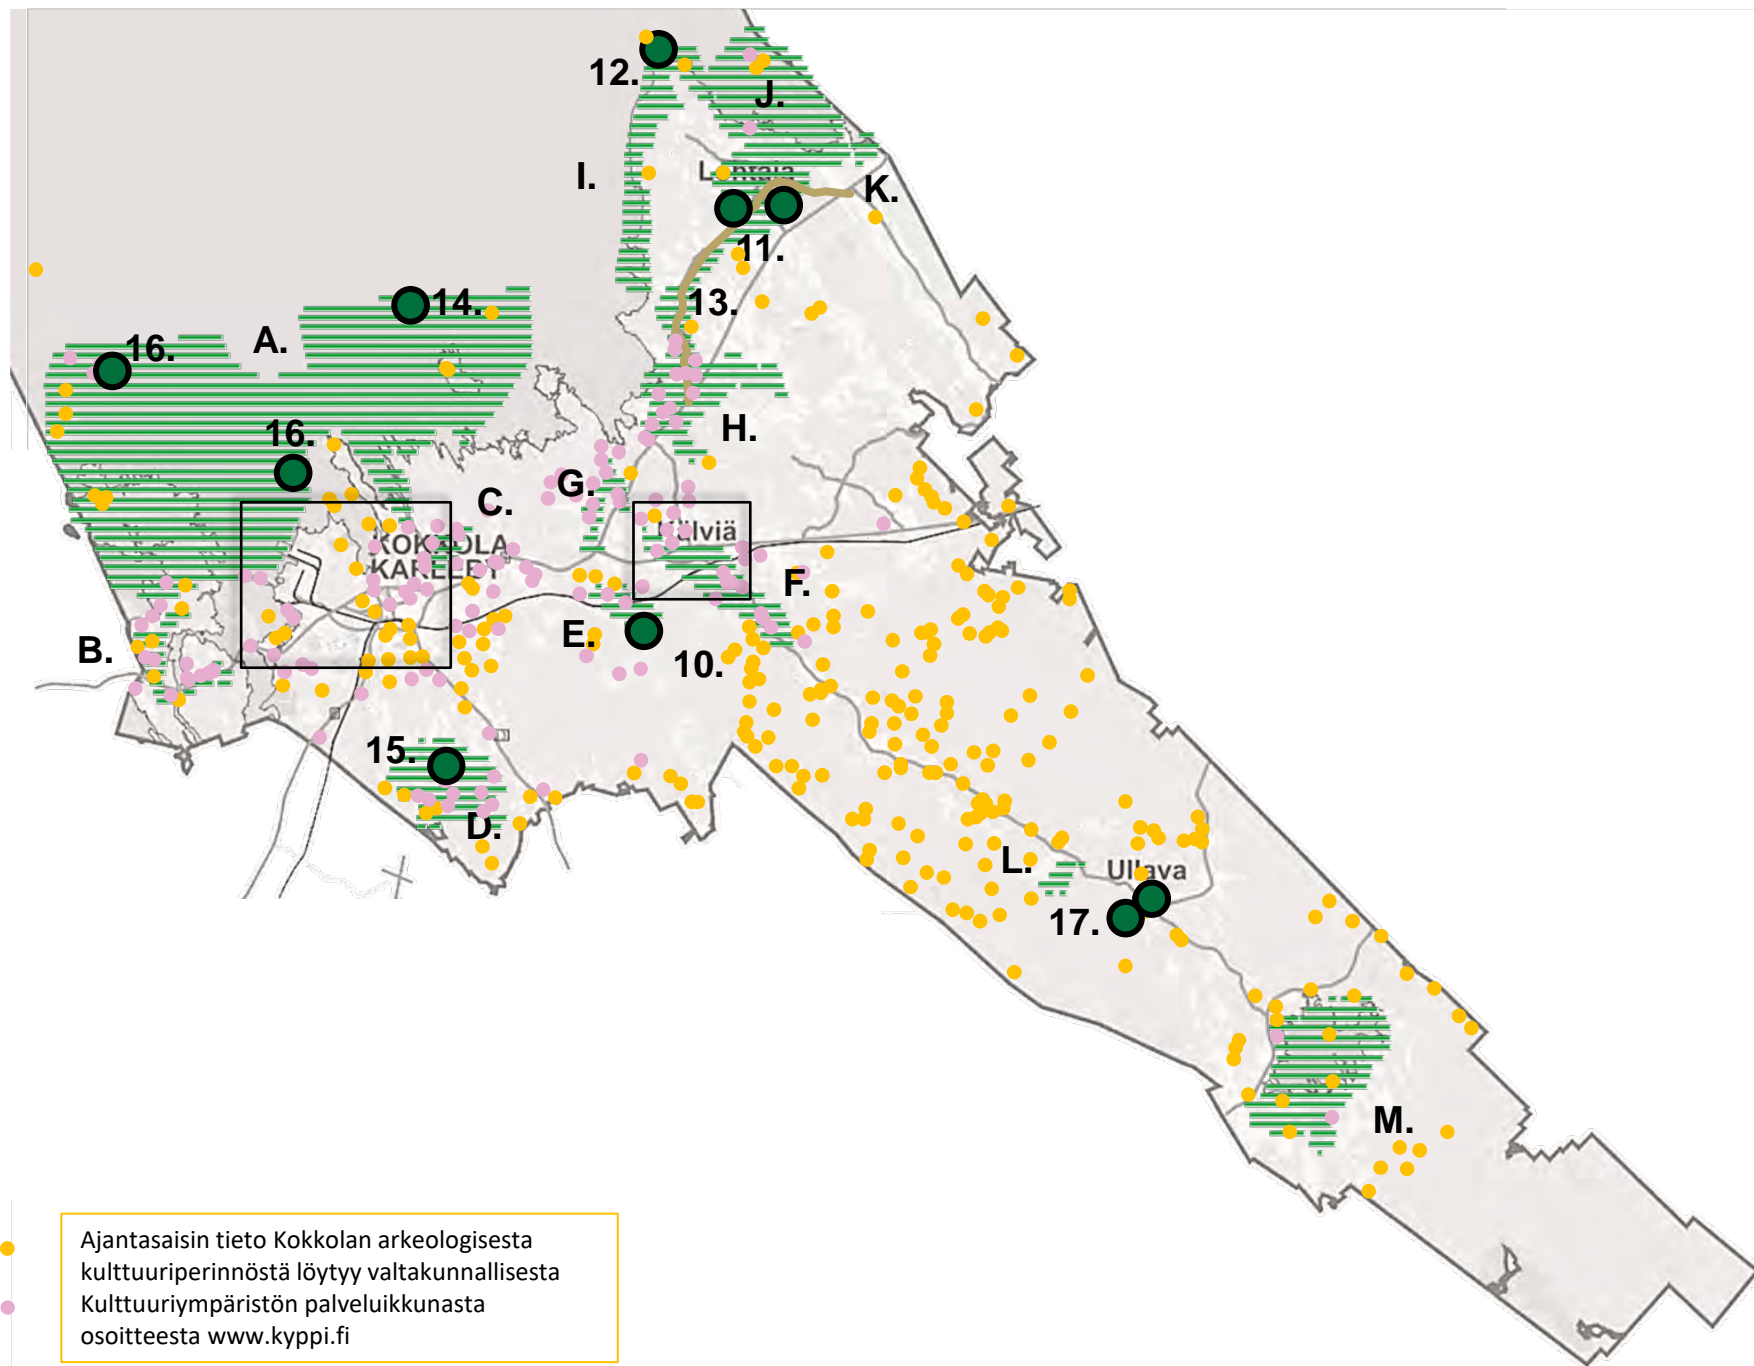 12.
J.
I.
K.
11.
13.
14.
A.
16.
16.
H.
G.
C.
KOKKOLA
KARLEBY
F.
E.
B.
10.
15.
D.
L.
Ullava
17.
M.
Ajantasaisin tieto Kokkolan arkeologisesta
kulttuuriperinnöstä löytyy valtakunnallisesta
Kulttuuriympäristön palveluikkunasta
osoitteesta www.kyppi.fi